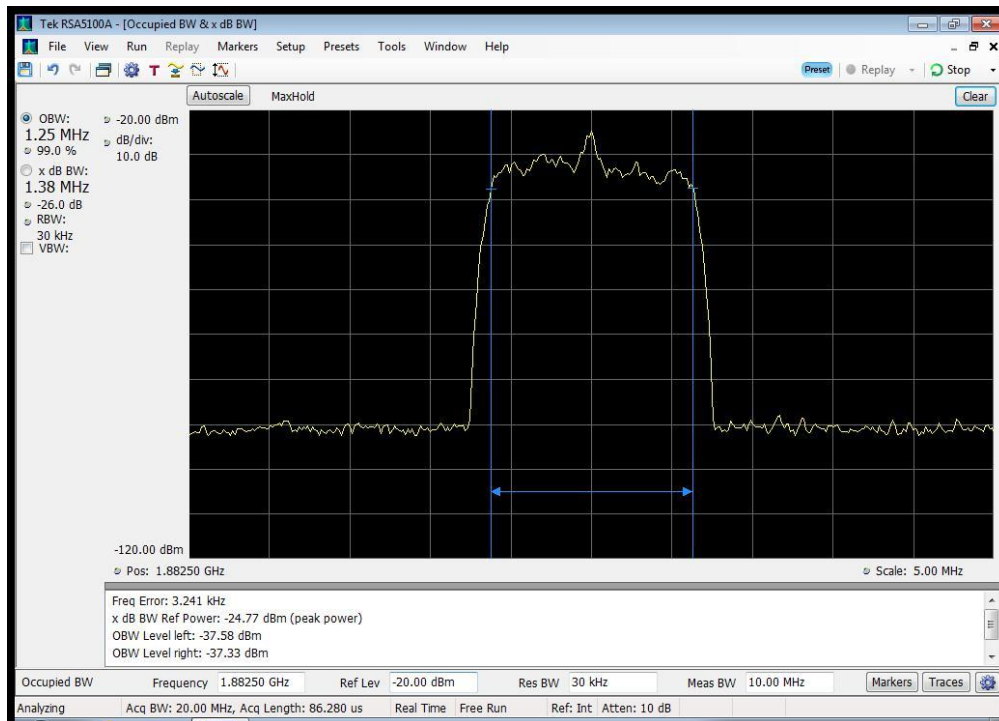 Tek RSA5100A - [Occupied BW & x dB BW]
File View Run Replay Markers Setup Presets Tools Window Help
T Preset Replay Stop
Autoscale MaxHold Clear
OBW:
1.25 MHz
99.0 %
x dB BW:
1.38 MHz
-26.0 dB
RBW:
30 kHz
VBW:
-20.00 dBm
dB/div:
10.0 dB
-120.00 dBm
Pos: 1.88250 GHz Scale: 5.00 MHz
Freq Error: 3.241 kHz
x dB BW Ref Power: -24.77 dBm (peak power)
OBW Level left: -37.58 dBm
OBW Level right: -37.33 dBm
Occupied BW Frequency 1.88250 GHz Ref Lev -20.00 dBm Res BW 30 kHz Meas BW 10.00 MHz Markers Traces
Analyzing Acq BW: 20.00 MHz, Acq Length: 86.280 us Real Time Free Run Ref: Int Atten: 10 dB